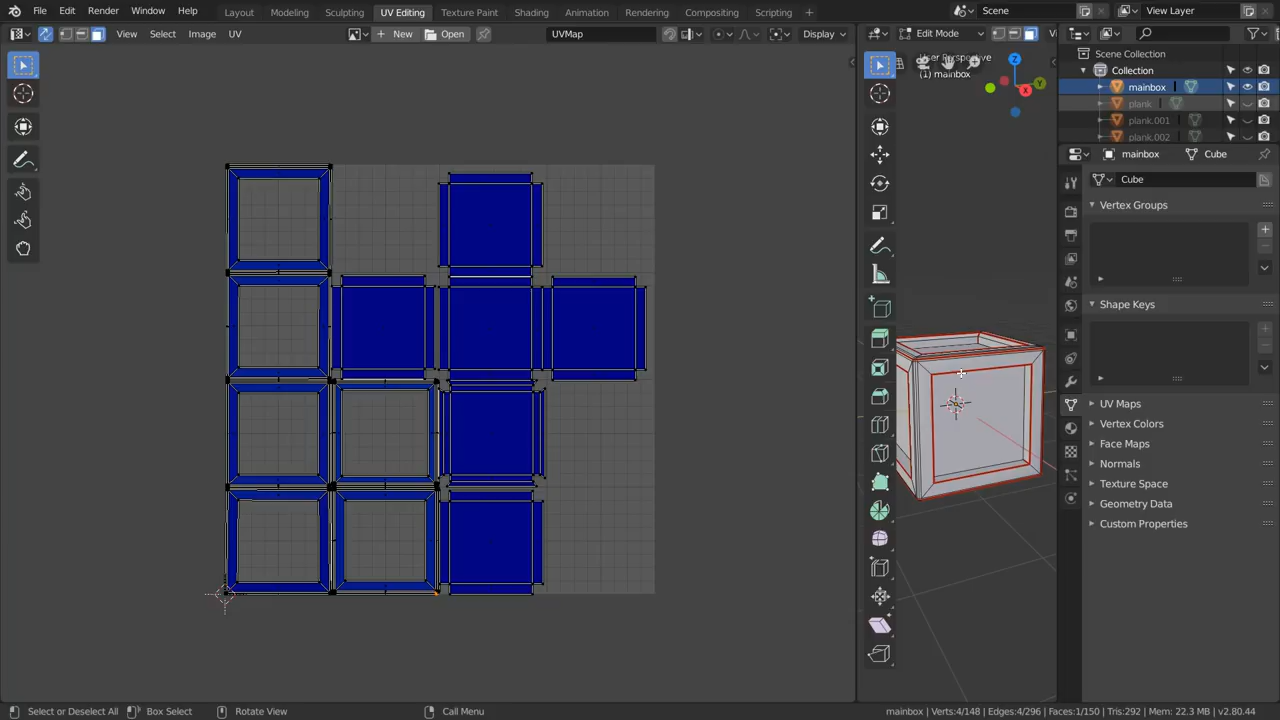 File Edit Render Window Help Layout Modeling Sculpting UV Editing Texture Paint Shading Animation Rendering Compositing Scripting Scene View Layer
View Select Image UV New Open UVMap Display Edit Mode
User Perspective
(1) mainbox
Scene Collection
Collection
mainbox
plank
plank.001
plank.002
mainbox Cube
Cube
Vertex Groups
Shape Keys
UV Maps
Vertex Colors
Face Maps
Normals
Texture Space
Geometry Data
Custom Properties
Select or Deselect All Box Select Rotate View Call Menu mainbox | Verts:4/148 | Edges:4/296 | Faces:1/150 | Tris:292 | Mem: 22.3 MB | v2.80.44